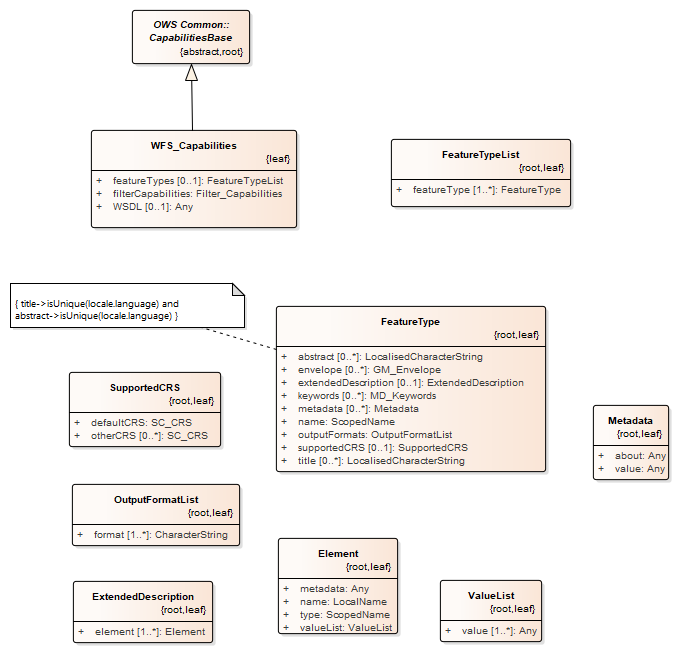 OWS Common::
CapabilitiesBase
{abstract,root}
WFS_Capabilities
{leaf}
+ featureTypes [0..1]: FeatureTypeList
+ filterCapabilities: Filter_Capabilities
+ WSDL [0..1]: Any
FeatureTypeList
{root,leaf}
+ featureType [1..*]: FeatureType
{ title->isUnique(locale.language) and
abstract->isUnique(locale.language) }
FeatureType
{root,leaf}
+ abstract [0..*]: LocalisedCharacterString
+ envelope [0..*]: GM_Envelope
+ extendedDescription [0..1]: ExtendedDescription
+ keywords [0..*]: MD_Keywords
+ metadata [0..*]: Metadata
+ name: ScopedName
+ outputFormats: OutputFormatList
+ supportedCRS [0..1]: SupportedCRS
+ title [0..*]: LocalisedCharacterString
SupportedCRS
{root,leaf}
+ defaultCRS: SC_CRS
+ otherCRS [0..*]: SC_CRS
Metadata
{root,leaf}
+ about: Any
+ value: Any
OutputFormatList
{root,leaf}
+ format [1..*]: CharacterString
Element
{root,leaf}
+ metadata: Any
+ name: LocalName
+ type: ScopedName
+ valueList: ValueList
ExtendedDescription
{root,leaf}
+ element [1..*]: Element
ValueList
{root,leaf}
+ value [1..*]: Any